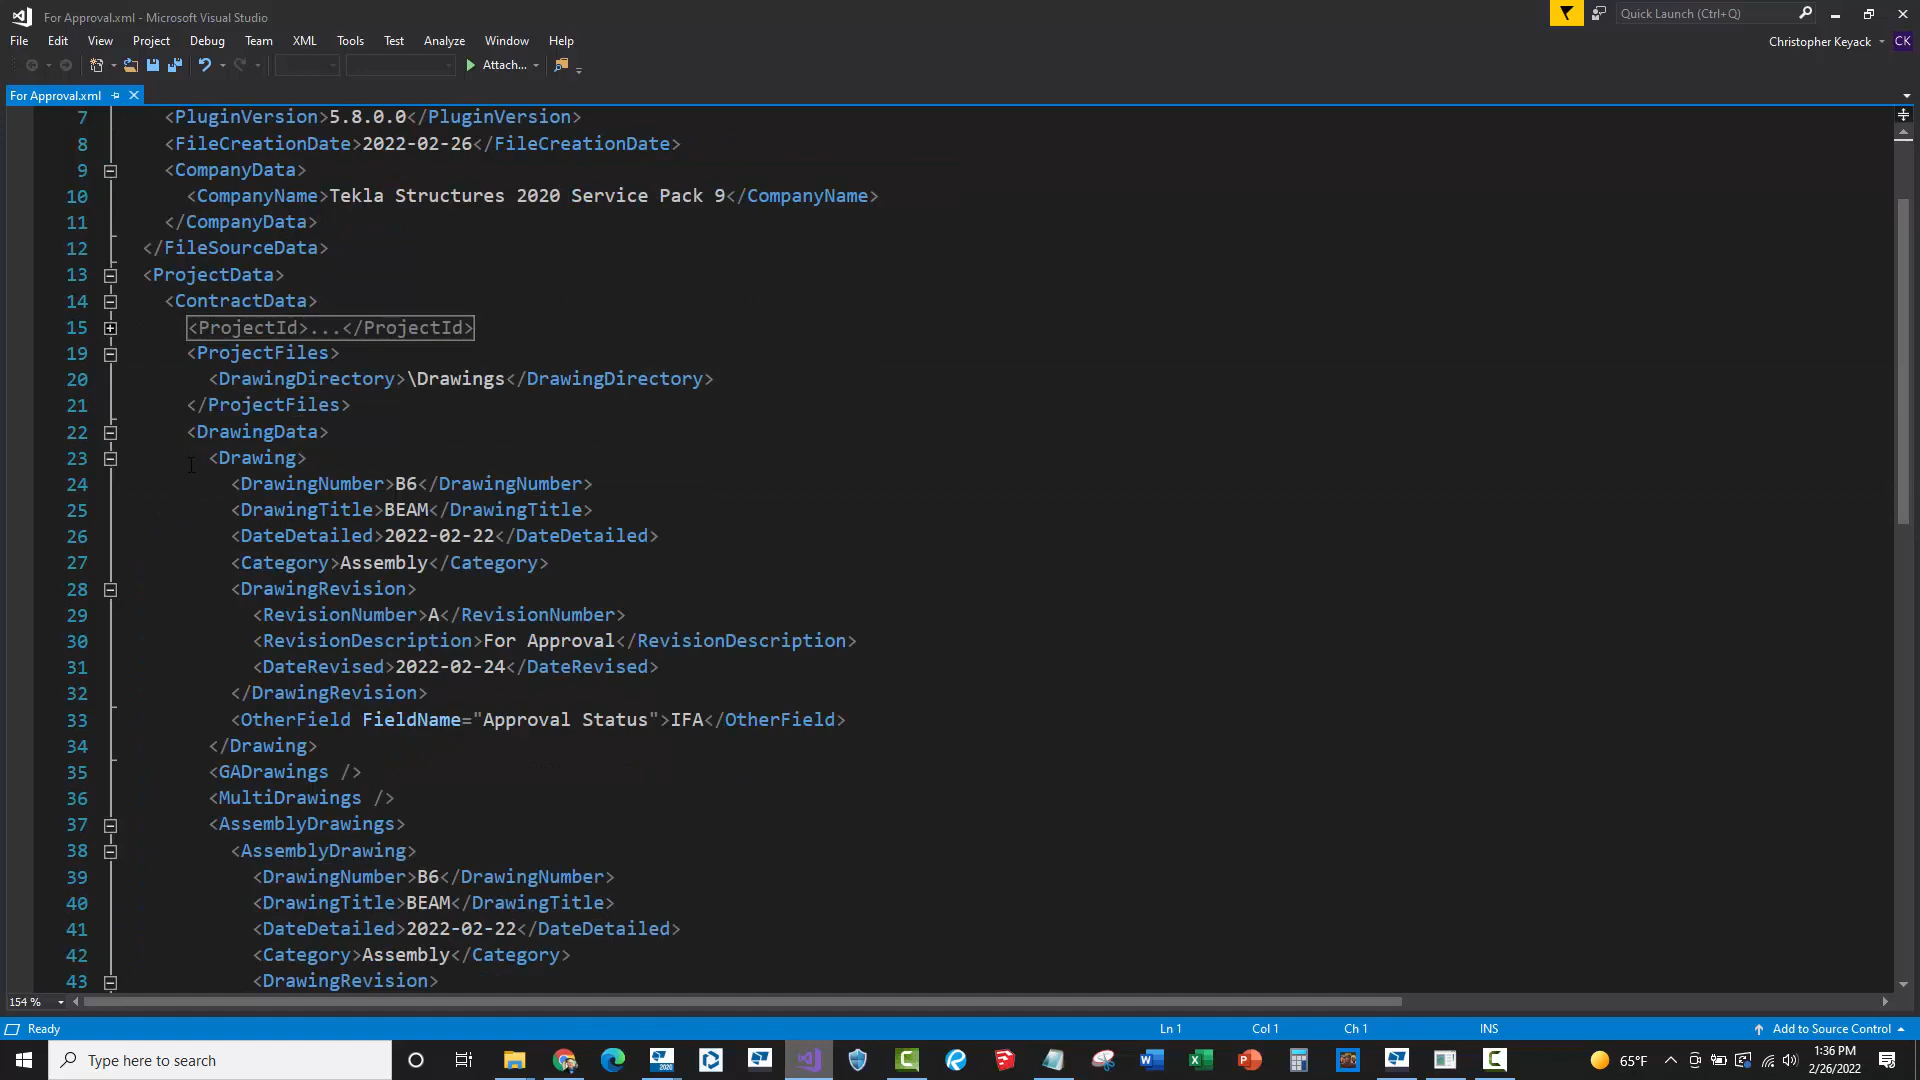 For Approval.xml - Microsoft Visual Studio
Quick Launch (Ctrl+Q)
File Edit View Project Debug Team XML Tools Test Analyze Window Help
Christopher Keyack CK
Attach...
For Approval.xml
7 <PluginVersion>5.8.0.0</PluginVersion>
8 <FileCreationDate>2022-02-26</FileCreationDate>
9 <CompanyData>
10 <CompanyName>Tekla Structures 2020 Service Pack 9</CompanyName>
11 </CompanyData>
12 </FileSourceData>
13 <ProjectData>
14 <ContractData>
15 <ProjectId>...</ProjectId>
19 <ProjectFiles>
20 <DrawingDirectory>\Drawings</DrawingDirectory>
21 </ProjectFiles>
22 <DrawingData>
23 <Drawing>
24 <DrawingNumber>B6</DrawingNumber>
25 <DrawingTitle>BEAM</DrawingTitle>
26 <DateDetailed>2022-02-22</DateDetailed>
27 <Category>Assembly</Category>
28 <DrawingRevision>
29 <RevisionNumber>A</RevisionNumber>
30 <RevisionDescription>For Approval</RevisionDescription>
31 <DateRevised>2022-02-24</DateRevised>
32 </DrawingRevision>
33 <OtherField FieldName="Approval Status">IFA</OtherField>
34 </Drawing>
35 <GADrawings />
36 <MultiDrawings />
37 <AssemblyDrawings>
38 <AssemblyDrawing>
39 <DrawingNumber>B6</DrawingNumber>
40 <DrawingTitle>BEAM</DrawingTitle>
41 <DateDetailed>2022-02-22</DateDetailed>
42 <Category>Assembly</Category>
43 <DrawingRevision>
154 %
Ready Ln 1 Col 1 Ch 1 INS Add to Source Control
Type here to search
2020
65°F
1:36 PM
2/26/2022